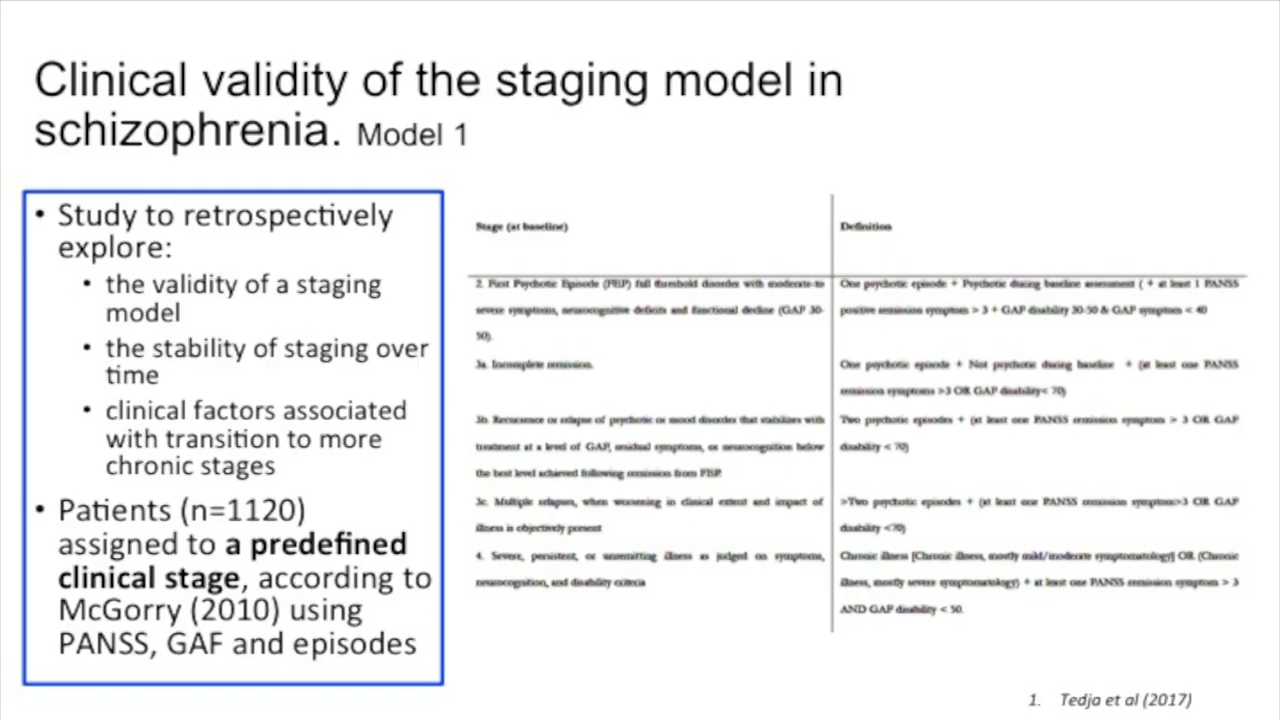 Clinical validity of the staging model in
schizophrenia. Model 1
• Study to retrospectively
explore:
• the validity of a staging
model
• the stability of staging over
time
• clinical factors associated
with transition to more
chronic stages
• Patients (n=1120)
assigned to a predefined
clinical stage, according to
McGorry (2010) using
PANSS, GAF and episodes
Stage (at baseline)
Definition
2. First Psychotic Episode (FEP) full threshold disorder with moderate-to
severe symptoms, neurocognitive deficits and functional decline (GAF 30-
50).
One psychotic episode + Psychotic during baseline assessment ( + at least 1 PANSS
positive remission symptom > 3 + GAF disability 30-50 & GAF symptom < 40
3a. Incomplete remission.
One psychotic episode + Not psychotic during baseline + (at least one PANSS
remission symptoms >3 OR GAF disability< 70)
3b. Recurrence or relapse of psychotic or mood disorder that stabilizes with
treatment at a level of GAF, residual symptoms, or neurocognition below
the best level achieved following remission from FEP.
Two psychotic episodes + (at least one PANSS remission symptom > 3 OR GAF
disability < 70)
3c. Multiple relapses, when worsening in clinical extent and impact of
illness is objectively present
>Two psychotic episodes + (at least one PANSS remission symptom>3 OR GAF
disability <70)
4. Severe, persistent, or unremitting illness as judged on symptoms,
neurocognition, and disability criteria
Chronic illness [Chronic illness, mostly mild/moderate symptomatology] OR (Chronic
illness, mostly severe symptomatology) + at least one PANSS remission symptom > 3
AND GAF disability < 50.
1. Tedja et al (2017)